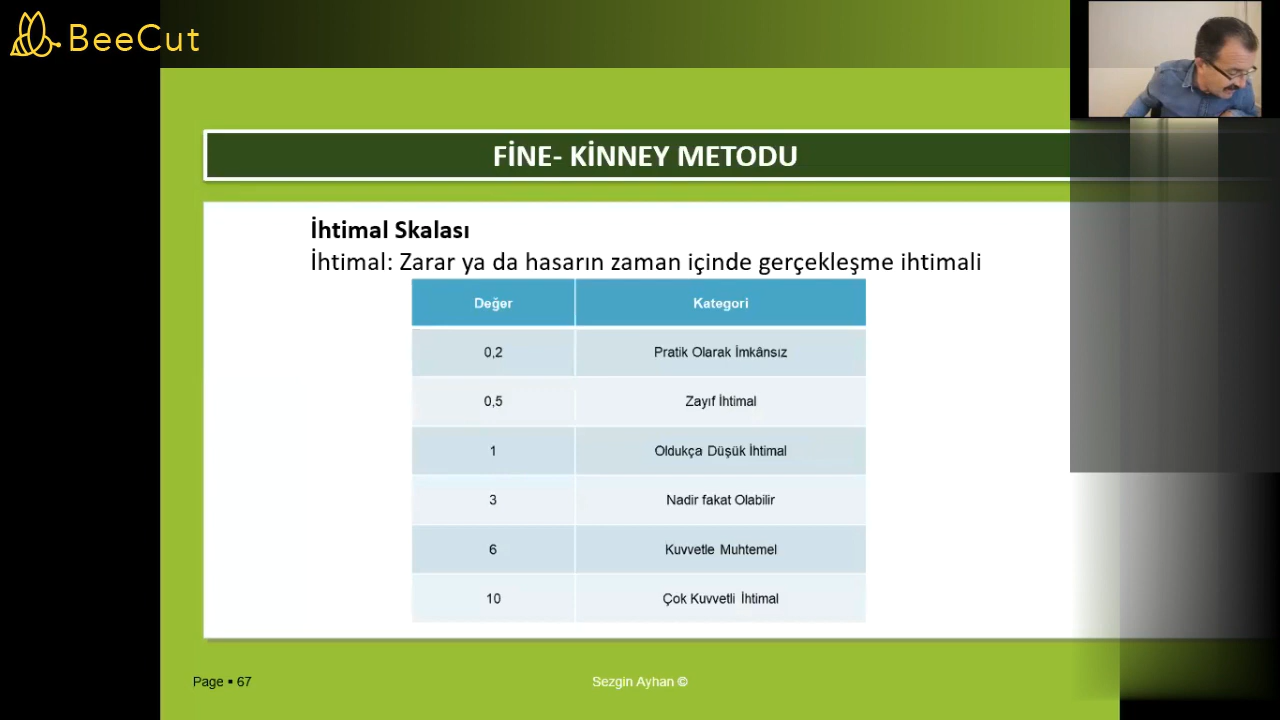 BeeCut
FİNE- KİNNEY METODU
İhtimal Skalası
İhtimal: Zarar ya da hasarın zaman içinde gerçekleşme ihtimali
Değer Kategori
0,2 Pratik Olarak İmkânsız
0,5 Zayıf İhtimal
1 Oldukça Düşük İhtimal
3 Nadir fakat Olabilir
6 Kuvvetle Muhtemel
10 Çok Kuvvetli İhtimal
Page ▪ 67 Sezgin Ayhan ©